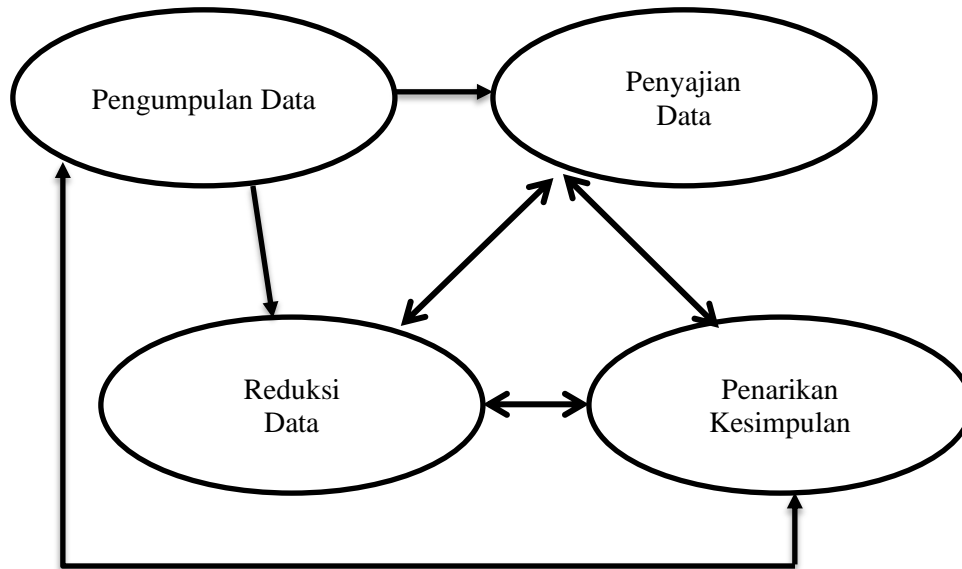 Pengumpulan Data
Penyajian
Data
Reduksi
Data
Penarikan
Kesimpulan